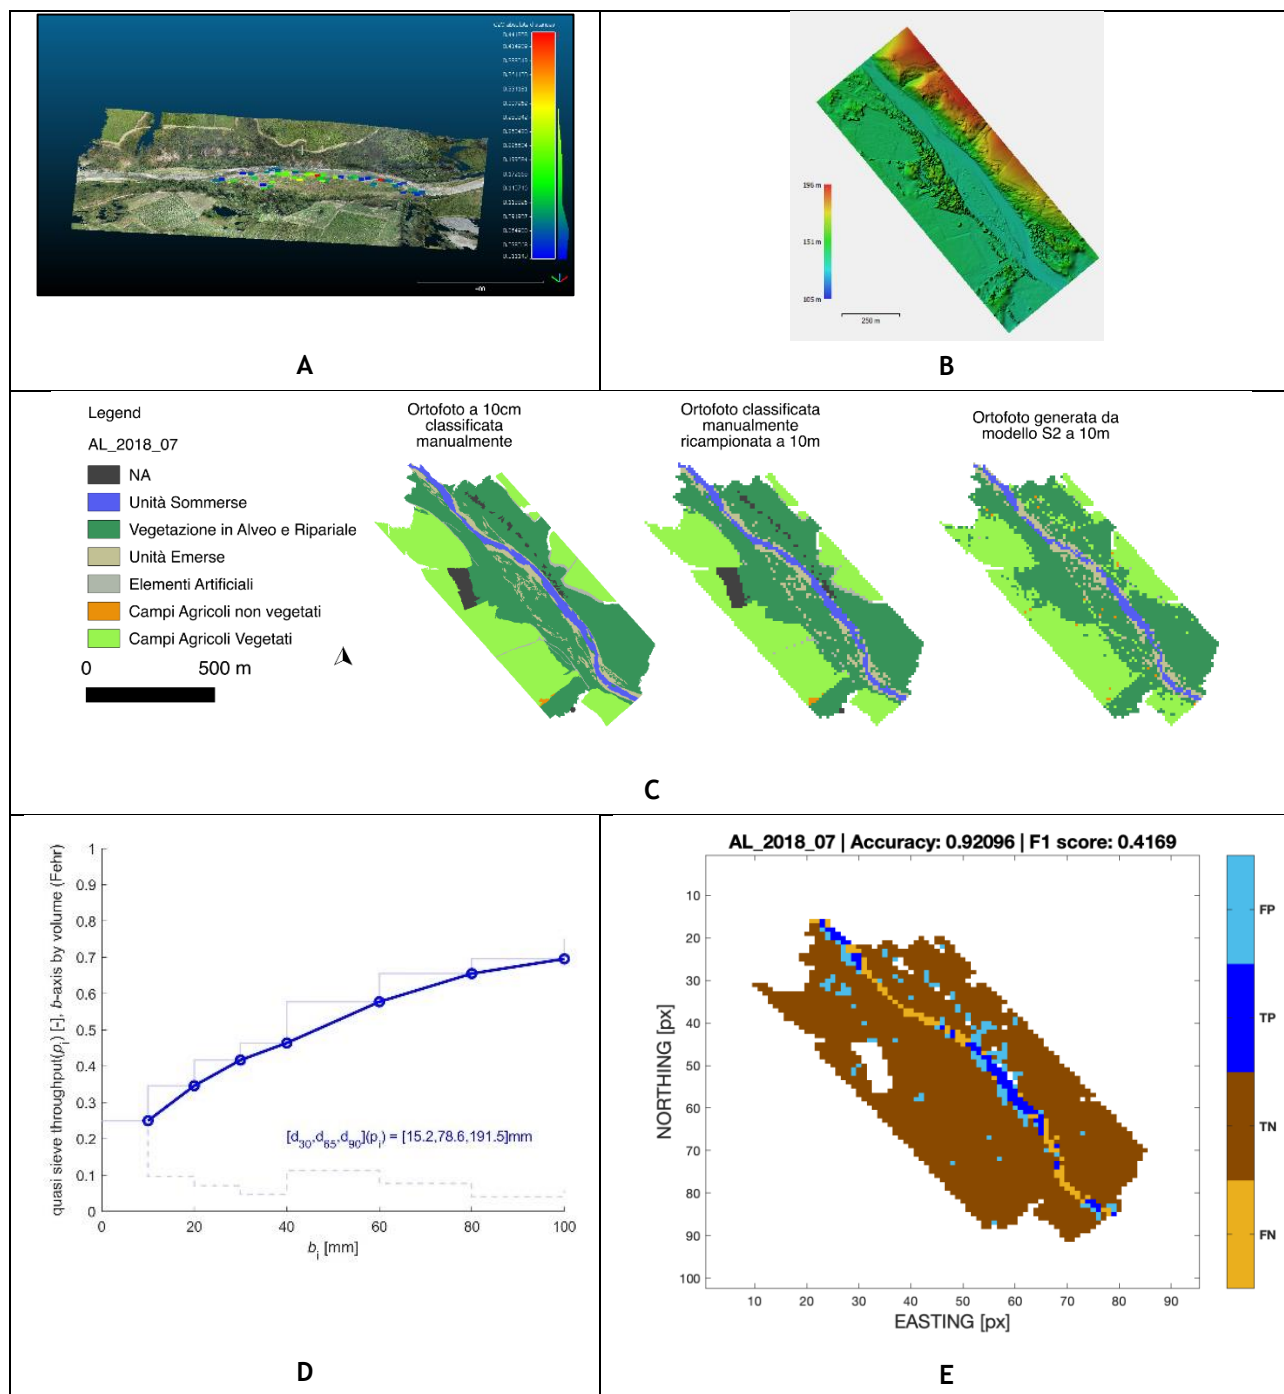 C2C absolute distances
A
196 m
151 m
105 m
250 m
B
Legend
AL_2018_07
NA
Unità Sommerse
Vegetazione in Alveo e Ripariale
Unità Emerse
Elementi Artificiali
Campi Agricoli non vegetati
Campi Agricoli Vegetati
0 500 m
Ortofoto a 10cm
classificata
manualmente
Ortofoto classificata
manualmente
ricampionata a 10m
Ortofoto generata da
modello S2 a 10m
C
quasi sieve throughput(pi) [-], b-axis by volume (Fehr)
1
0.9
0.8
0.7
0.6
0.5
0.4
0.3
0.2
0.1
0
0 20 40 60 80 100
[d30,d65,d90](pi) = [15.2,78.6,191.5]mm
bi [mm]
D
AL_2018_07 | Accuracy: 0.92096 | F1 score: 0.4169
NORTHING [px]
10
20
30
40
50
60
70
80
90
100
10 20 30 40 50 60 70 80 90
EASTING [px]
FP
TP
TN
FN
E